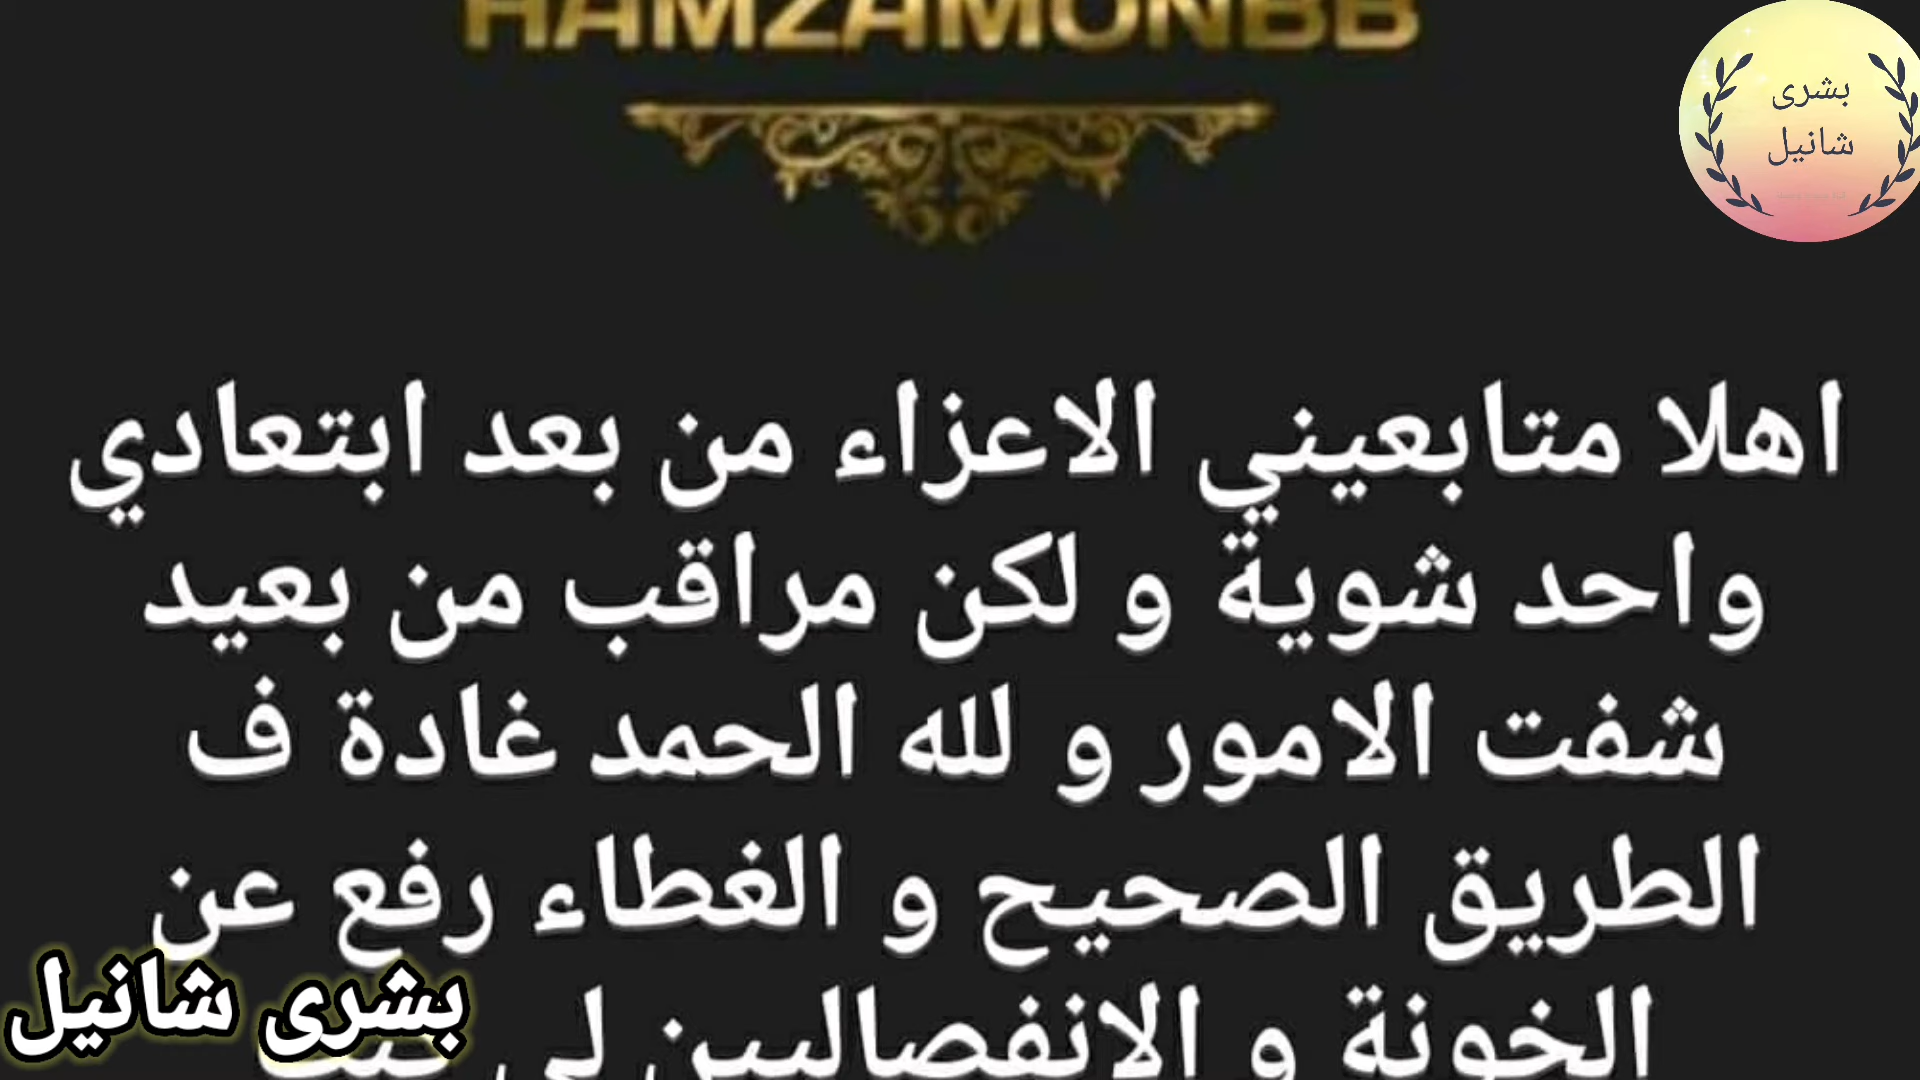 HAMZAMONBB
بشرى
شانيل
اهلا متابعيني الاعزاء من بعد ابتعادي
واحد شوية و لكن مراقب من بعيد
شفت الامور و لله الحمد غادة ف
الطريق الصحيح و الغطاء رفع عن
الخونة و الانفصاليين لي
بشرى شانيل